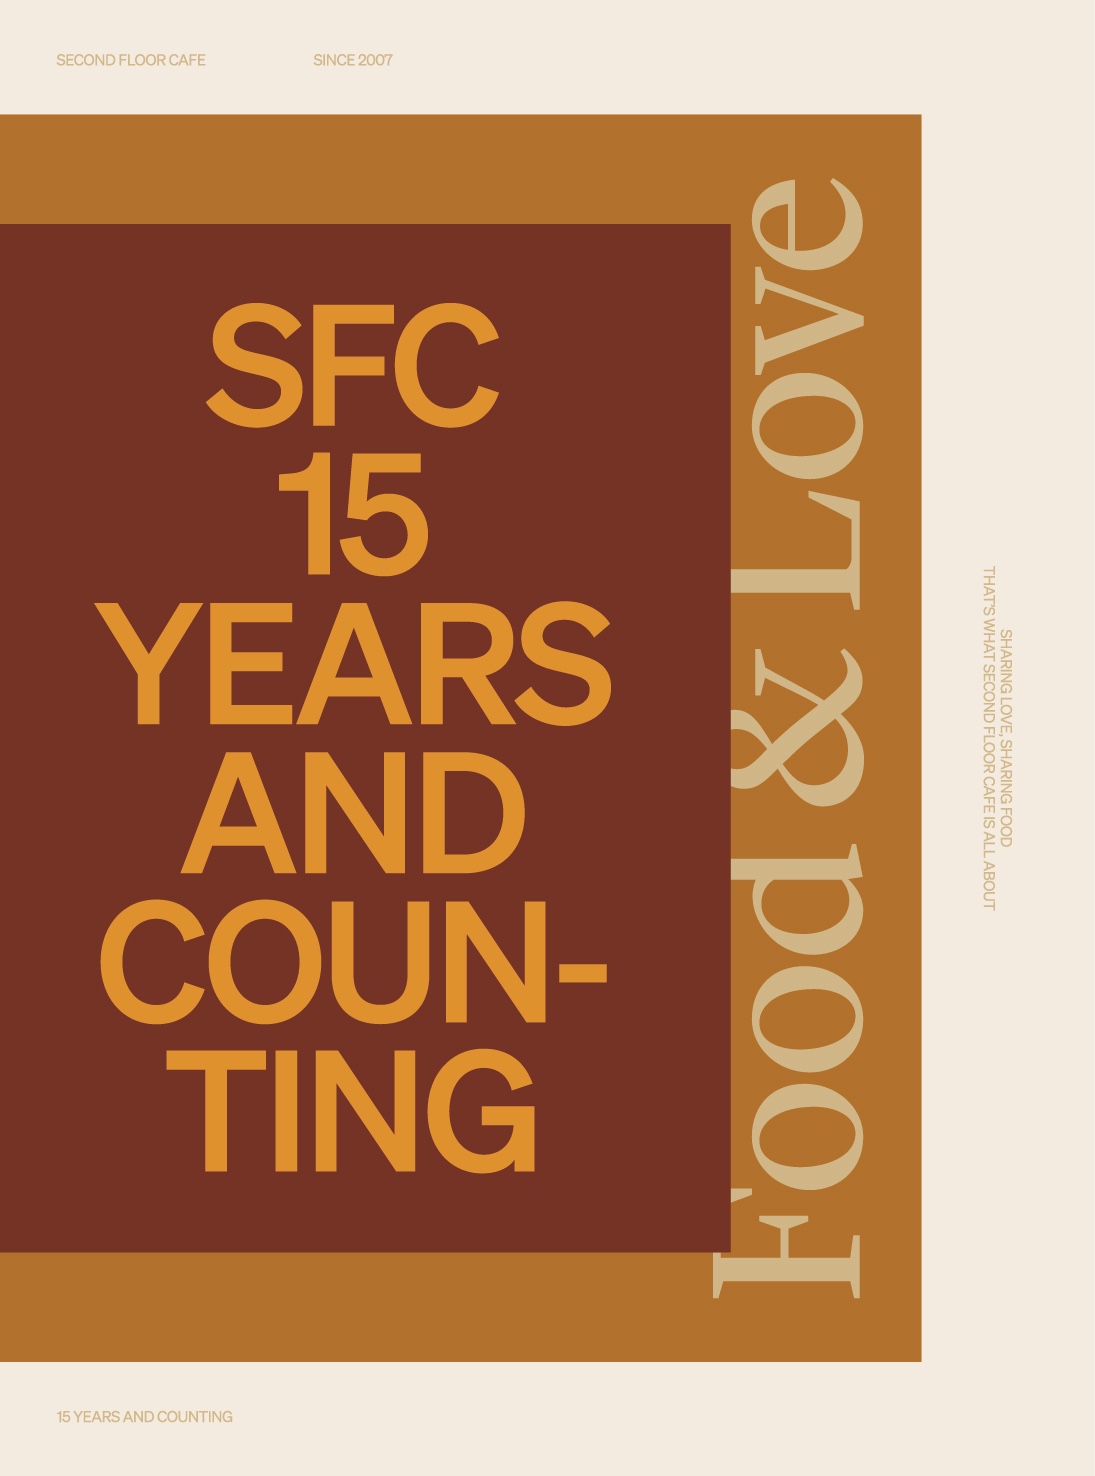 SECOND FLOOR CAFE
SINCE 2007
SFC
15
YEARS
AND
COUN-
TING
Food & Love
SHARING LOVE, SHARING FOOD
THAT'S WHAT SECOND FLOOR CAFE IS ALL ABOUT
15 YEARS AND COUNTING